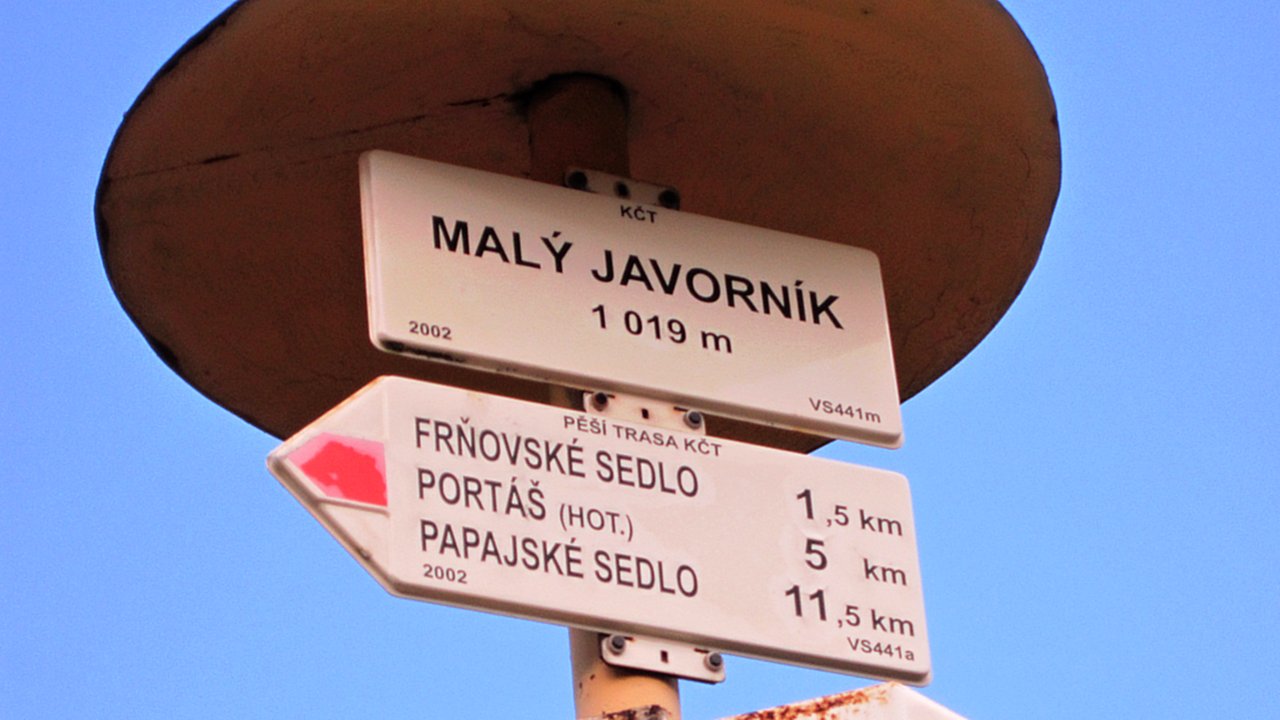 KČT
MALÝ JAVORNÍK
1 019 m
2002
VS441m
PĚŠÍ TRASA KČT
FRŇOVSKÉ SEDLO 1,5 km
PORTÁŠ (HOT.) 5 km
PAPAJSKÉ SEDLO 11,5 km
2002
VS441a